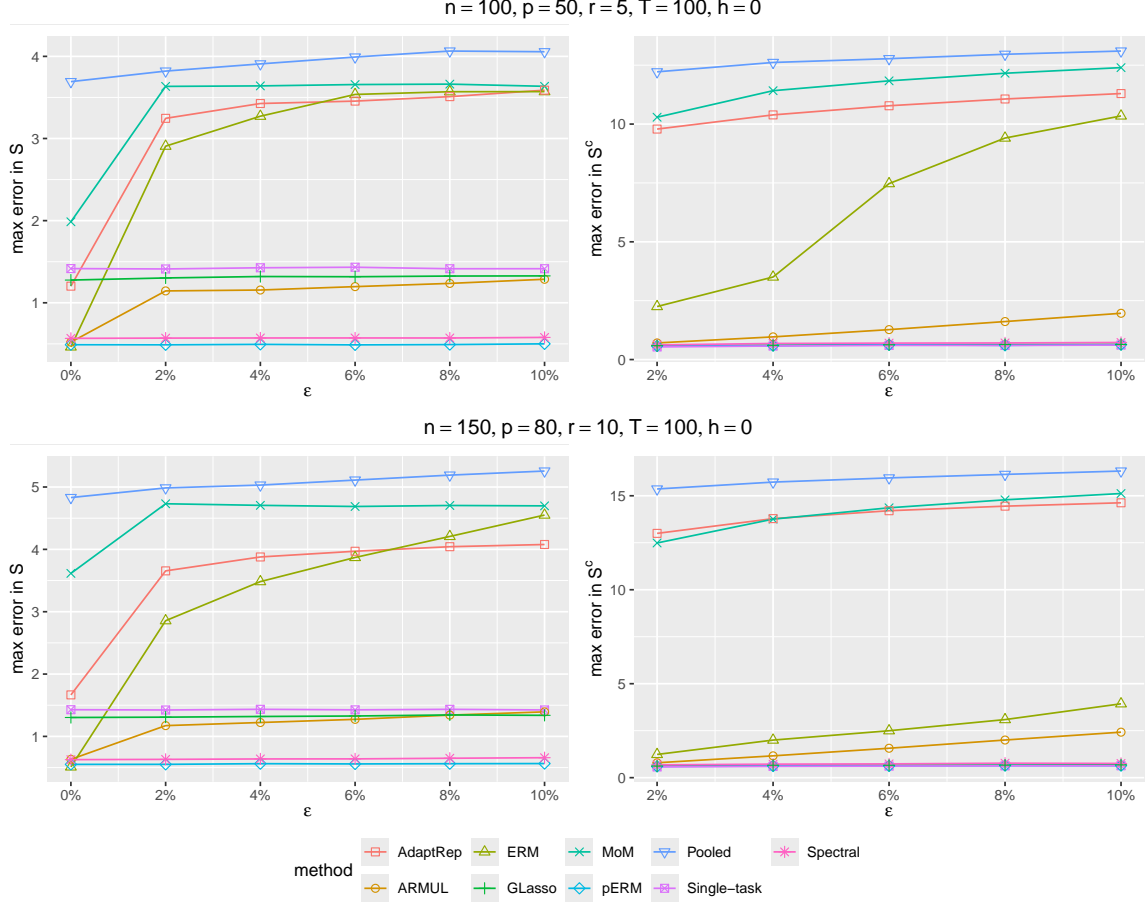 n = 100, p = 50, r = 5, T = 100, h = 0
max error in S
4
3
2
1
0% 2% 4% 6% 8% 10%
ε
max error in Sᶜ
10
5
0
2% 4% 6% 8% 10%
n = 150, p = 80, r = 10, T = 100, h = 0
max error in S
5
4
3
2
1
0% 2% 4% 6% 8% 10%
ε
max error in Sᶜ
15
10
5
0
2% 4% 6% 8% 10%
ε
method
AdaptRep ERM MoM Pooled Spectral
ARMUL GLasso pERM Single−task